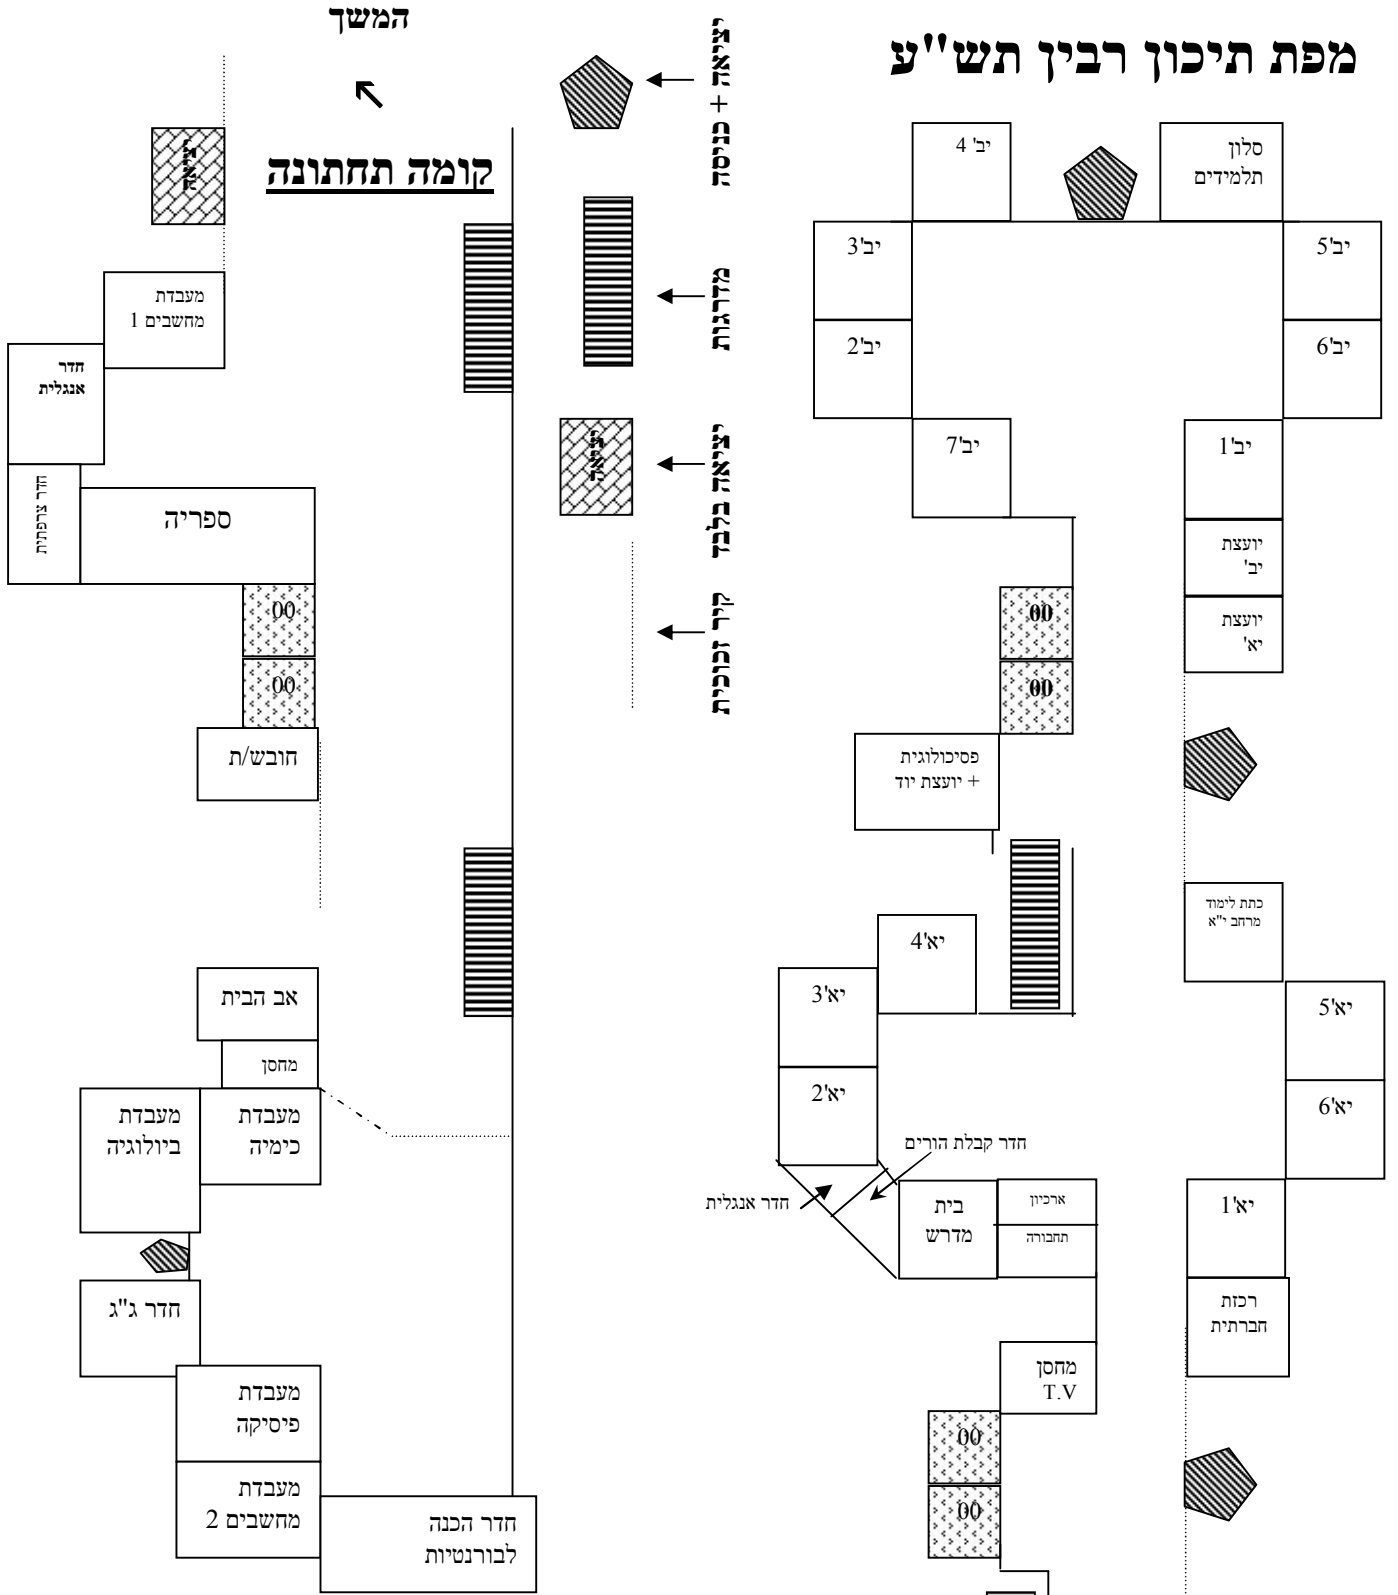 מפת תיכון רבין תש"ע
המשך
קומה תחתונה
יציאה + כניסה
מדרגות
יציאה בלבד
יציאה
קיר זכוכית
סלון
תלמידים
יב' 4
יב'3
יב'2
יב'7
יב'5
יב'6
יב'1
יועצת
יב'
יועצת
יא'
00
00
פסיכולוגית
+ יועצת יוד
כתת לימוד
מרחב י"א
יא'4
יא'3
יא'2
יא'5
יא'6
יא'1
חדר קבלת הורים
חדר אנגלית
בית
מדרש
ארכיון
תחבורה
רכזת
חברתית
מחסן
T.V
00
00
יציאה
מעבדת
מחשבים 1
חדר
אנגלית
חדר צרפתית
ספריה
00
00
חובש/ת
אב הבית
מחסן
מעבדת
כימיה
מעבדת
ביולוגיה
חדר ג"ג
מעבדת
פיסיקה
מעבדת
מחשבים 2
חדר הכנה
לבורנטיות